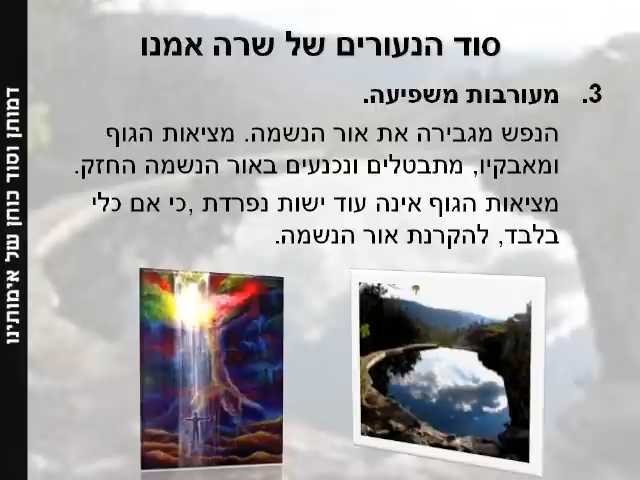 סוד הנעורים של שרה אמנו
3. מעורבות משפיעה.
הנפש מגבירה את אור הנשמה. מציאות הגוף
ומאבקיו, מתבטלים ונכנעים באור הנשמה החזק.
מציאות הגוף אינה עוד ישות נפרדת ,כי אם כלי
בלבד, להקרנת אור הנשמה.
דמותן וסוד כוחן של אימותינו